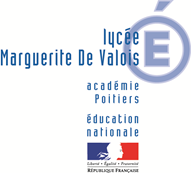 lycée
Marguerite De Valois
académie
Poitiers
éducation
nationale
Liberté • Égalité • Fraternité
RÉPUBLIQUE FRANÇAISE